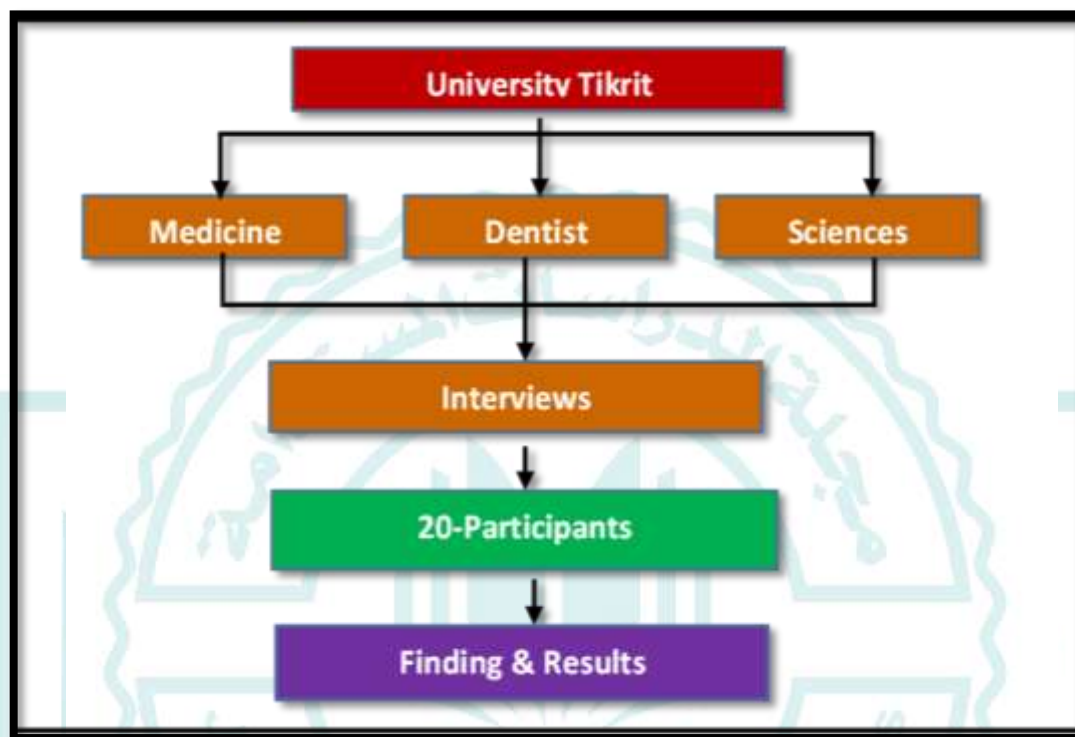 University Tikrit
Medicine
Dentist
Sciences
Interviews
20-Participants
Finding & Results